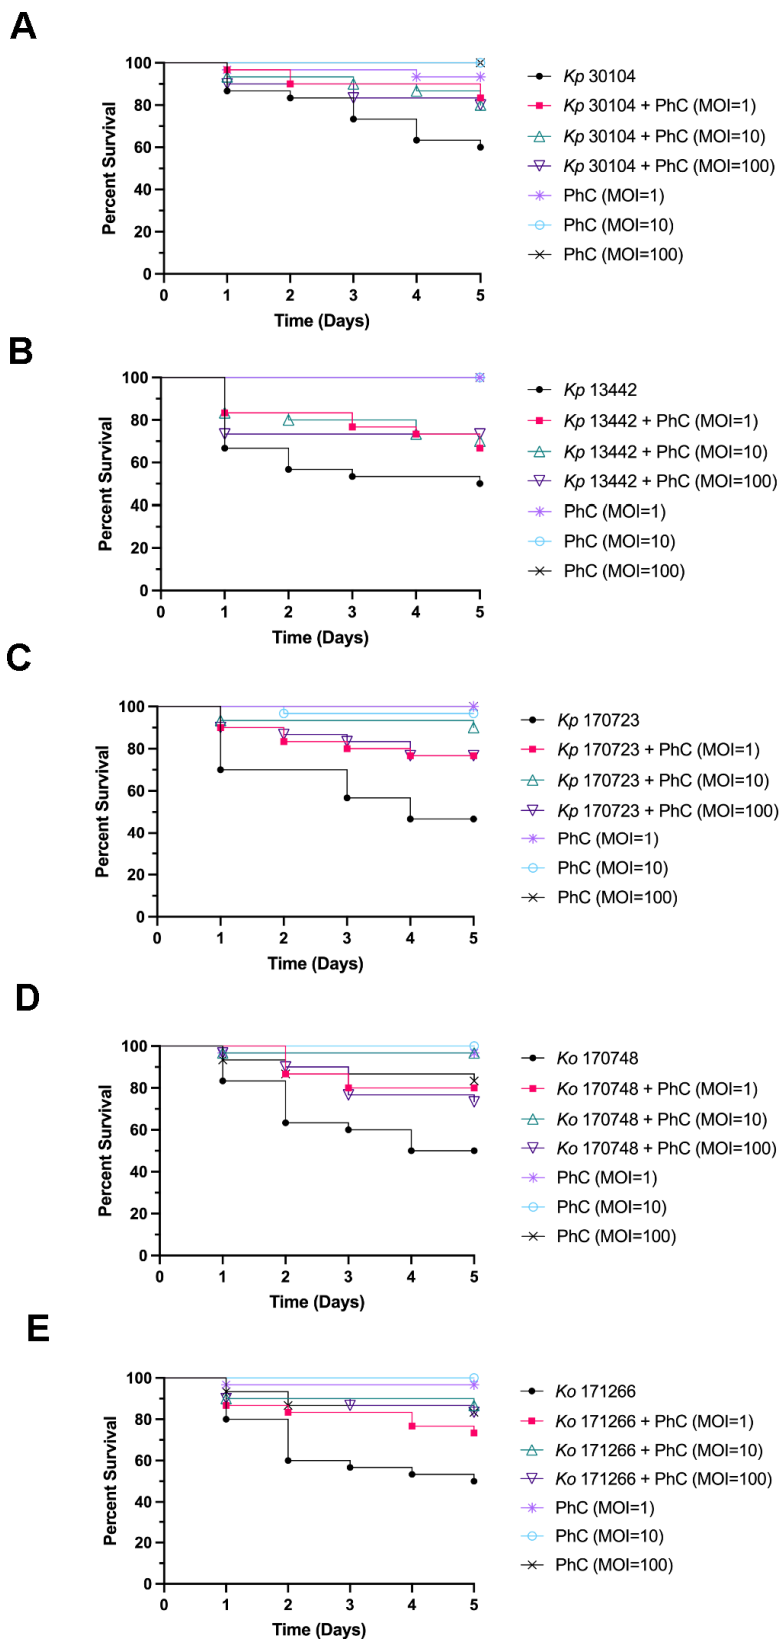 A
Percent Survival
100
80
60
40
20
0
0 1 2 3 4 5
Time (Days)
Kp 30104
Kp 30104 + PhC (MOI=1)
Kp 30104 + PhC (MOI=10)
Kp 30104 + PhC (MOI=100)
PhC (MOI=1)
PhC (MOI=10)
PhC (MOI=100)
B
Percent Survival
100
80
60
40
20
0
0 1 2 3 4 5
Time (Days)
Kp 13442
Kp 13442 + PhC (MOI=1)
Kp 13442 + PhC (MOI=10)
Kp 13442 + PhC (MOI=100)
PhC (MOI=1)
PhC (MOI=10)
PhC (MOI=100)
C
Percent Survival
100
80
60
40
20
0
0 1 2 3 4 5
Time (Days)
Kp 170723
Kp 170723 + PhC (MOI=1)
Kp 170723 + PhC (MOI=10)
Kp 170723 + PhC (MOI=100)
PhC (MOI=1)
PhC (MOI=10)
PhC (MOI=100)
D
Percent Survival
100
80
60
40
20
0
0 1 2 3 4 5
Time (Days)
Ko 170748
Ko 170748 + PhC (MOI=1)
Ko 170748 + PhC (MOI=10)
Ko 170748 + PhC (MOI=100)
PhC (MOI=1)
PhC (MOI=10)
PhC (MOI=100)
E
Percent Survival
100
80
60
40
20
0
0 1 2 3 4 5
Time (Days)
Ko 171266
Ko 171266 + PhC (MOI=1)
Ko 171266 + PhC (MOI=10)
Ko 171266 + PhC (MOI=100)
PhC (MOI=1)
PhC (MOI=10)
PhC (MOI=100)